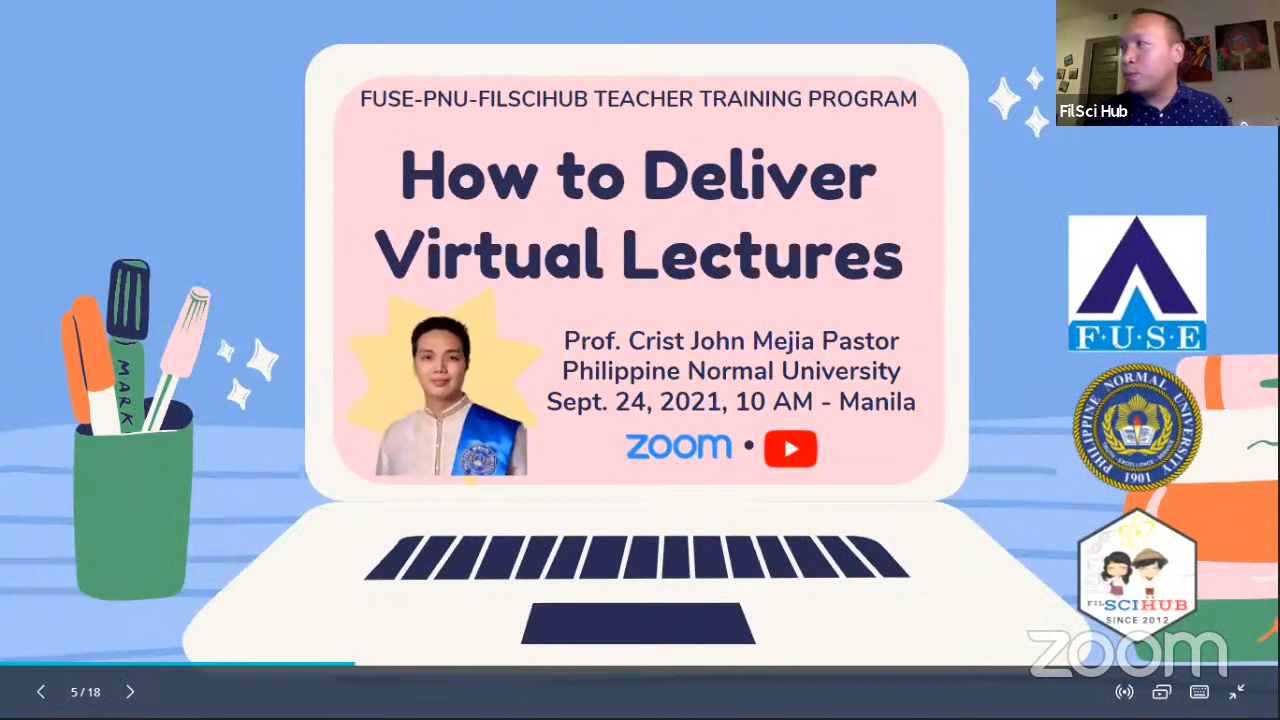 FUSE-PNU-FILSCIHUB TEACHER TRAINING PROGRAM
FilSci Hub
How to Deliver
Virtual Lectures
Prof. Crist John Mejia Pastor
Philippine Normal University
Sept. 24, 2021, 10 AM - Manila
zoom •
MARK
F·U·S·E
PHILIPPINE NORMAL UNIVERSITY
1901
FILSCIHUB
SINCE 2012
zoom
5 / 18